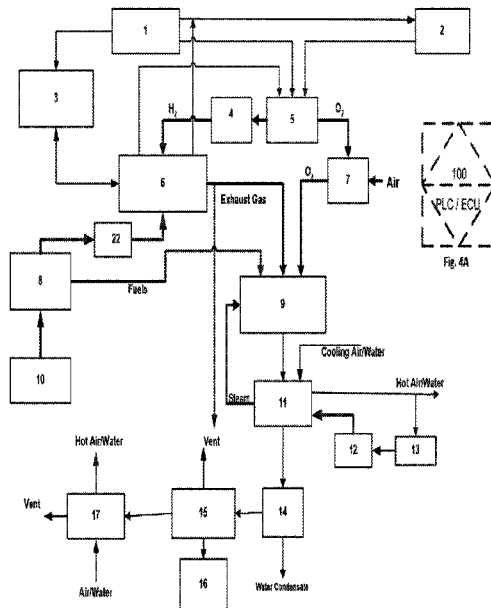 1
2
3
H₂
4
5
O₂
6
O₂
7
Air
100
PLC / ECU
Fig. 4A
Exhaust Gas
22
8
Fuels
9
10
Cooling Air/Water
Steam
11
Hot Air/Water
12
13
Hot Air/Water
Vent
Vent
17
15
14
16
Air/Water
Water Condensate